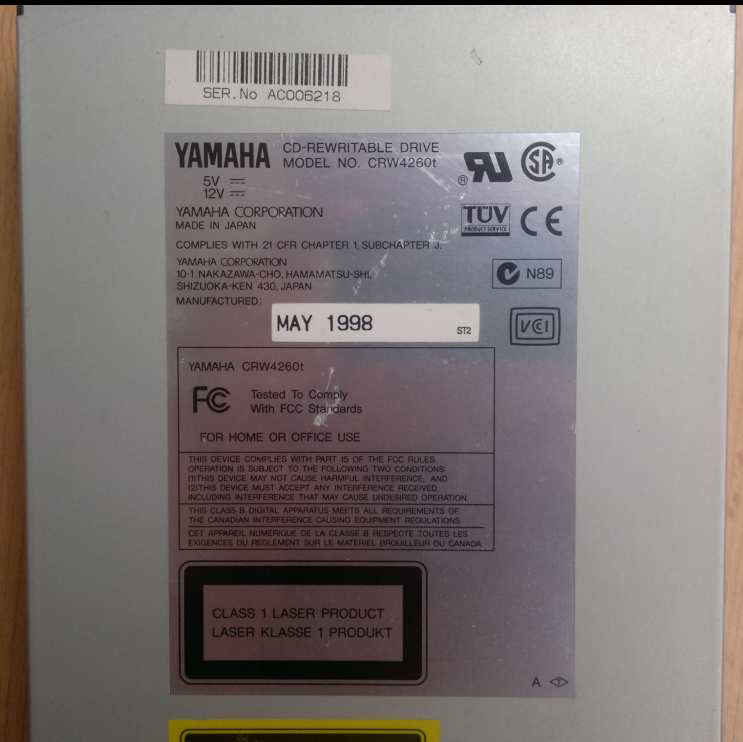 SER.No AC006218
YAMAHA
CD-REWRITABLE DRIVE
MODEL NO. CRW4260t
5V
12V
YAMAHA CORPORATION
MADE IN JAPAN
COMPLIES WITH 21 CFR CHAPTER 1, SUBCHAPTER J.
YAMAHA CORPORATION
10-1 NAKAZAWA-CHO, HAMAMATSU-SHI,
SHIZUOKA-KEN 430, JAPAN
MANUFACTURED:
MAY 1998 ST2
®
SA®
TÜV
PRODUCT SERVICE
CE
N89
VCI
YAMAHA CRW4260t
FC Tested To Comply
With FCC Standards
FOR HOME OR OFFICE USE
THIS DEVICE COMPLIES WITH PART 15 OF THE FCC RULES.
OPERATION IS SUBJECT TO THE FOLLOWING TWO CONDITIONS:
(1)THIS DEVICE MAY NOT CAUSE HARMFUL INTERFERENCE, AND
(2)THIS DEVICE MUST ACCEPT ANY INTERFERENCE RECEIVED,
INCLUDING INTERFERENCE THAT MAY CAUSE UNDESIRED OPERATION.
THIS CLASS B DIGITAL APPARATUS MEETS ALL REQUIREMENTS OF
THE CANADIAN INTERFERENCE CAUSING EQUIPMENT REGULATIONS.
CET APPAREIL NUMERIQUE DE LA CLASSE B RESPECTE TOUTES LES
EXIGENCES DU REGLEMENT SUR LE MATERIEL BROUILLEUR DU CANADA.
CLASS 1 LASER PRODUCT
LASER KLASSE 1 PRODUKT
A T